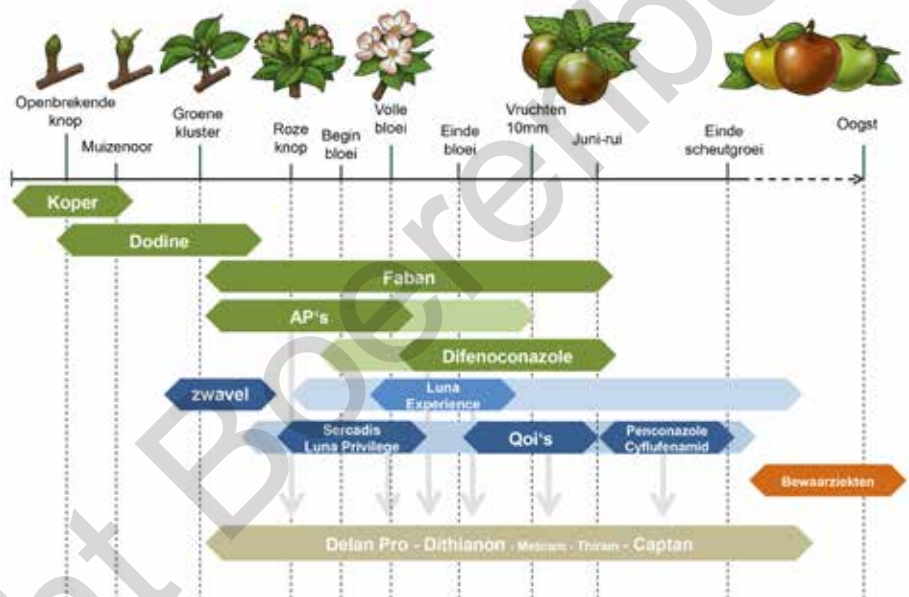 Openbrekende
knop
Muizenoor
Groene
kluster
Roze
knop
Begin
bloei
Volle
bloei
Einde
bloei
Vruchten
10mm
Juni-rui
Einde
scheutgroei
Oogst
Koper
Dodine
Faban
AP's
Difenoconazole
zwavel
Luna
Experience
Sercadis
Luna Privilege
Qoi's
Penconazole
Cyflufenamid
Bewaarziekten
Delan Pro - Dithianon - Metiram - Thiram - Captan